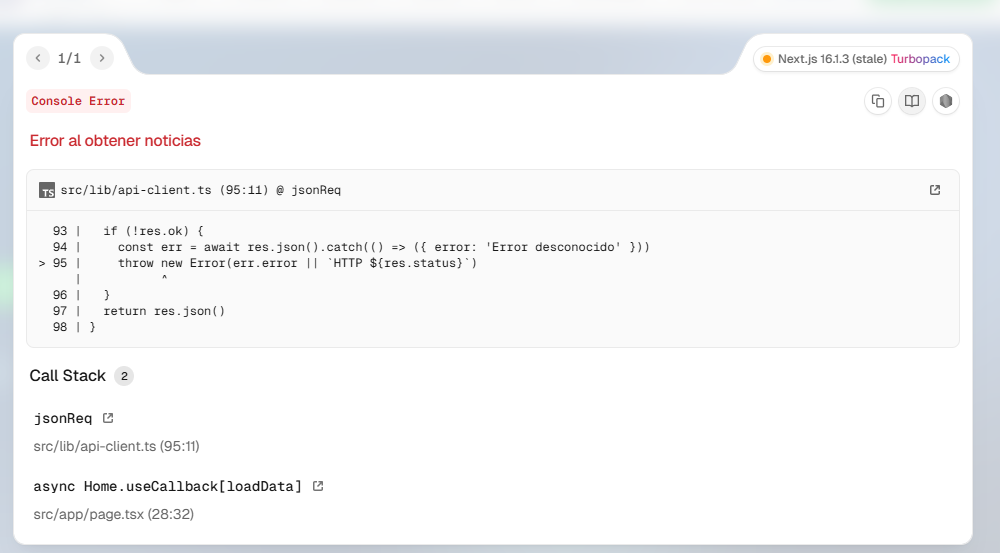 1/1
Next.js 16.1.3 (stale) Turbopack
Console Error
Error al obtener noticias
TS src/lib/api-client.ts (95:11) @ jsonReq
93 |   if (!res.ok) {
94 |     const err = await res.json().catch(() => ({ error: 'Error desconocido' }))
> 95 |     throw new Error(err.error || `HTTP ${res.status}`)
|           ^
96 |   }
97 |   return res.json()
98 | }
Call Stack 2
jsonReq
src/lib/api-client.ts (95:11)
async Home.useCallback[loadData]
src/app/page.tsx (28:32)